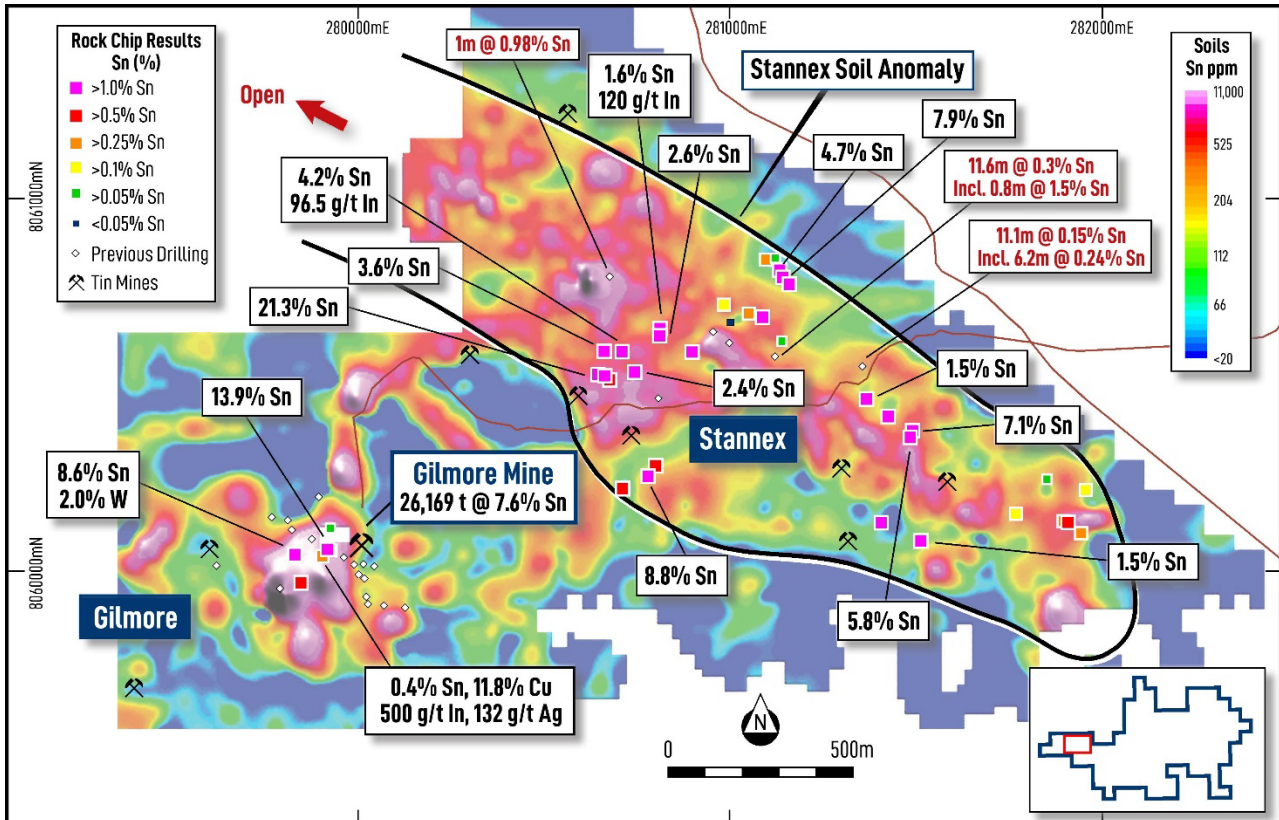 280000mE
281000mE
282000mE
Rock Chip Results
Sn (%)
>1.0% Sn
>0.5% Sn
>0.25% Sn
>0.1% Sn
>0.05% Sn
<0.05% Sn
Previous Drilling
Tin Mines
Open
1m @ 0.98% Sn
1.6% Sn
120 g/t In
Stannex Soil Anomaly
2.6% Sn
4.7% Sn
7.9% Sn
11.6m @ 0.3% Sn
Incl. 0.8m @ 1.5% Sn
11.1m @ 0.15% Sn
Incl. 6.2m @ 0.24% Sn
Soils
Sn ppm
11,000
525
204
112
66
<20
8061000mN
4.2% Sn
96.5 g/t In
3.6% Sn
21.3% Sn
13.9% Sn
8.6% Sn
2.0% W
Gilmore Mine
26,169 t @ 7.6% Sn
2.4% Sn
Stannex
1.5% Sn
7.1% Sn
8060000mN
Gilmore
8.8% Sn
5.8% Sn
1.5% Sn
0.4% Sn, 11.8% Cu
500 g/t In, 132 g/t Ag
N
0
500m